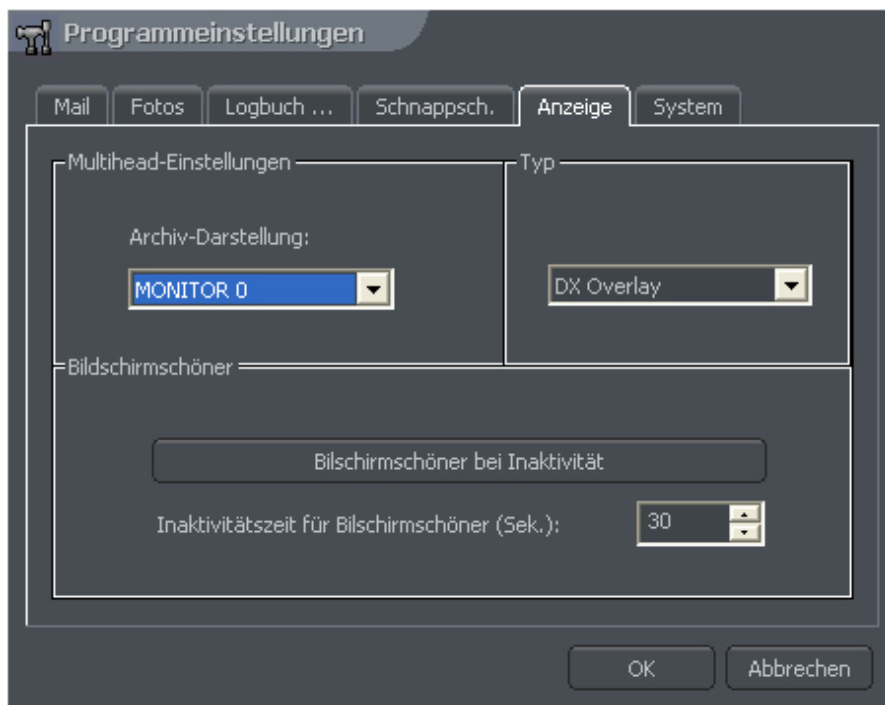 Programmeinstellungen
Mail Fotos Logbuch ... Schnappsch. Anzeige System
Multihead-Einstellungen Typ
Archiv-Darstellung:
MONITOR 0 DX Overlay
Bildschirmschöner
Bilschirmschöner bei Inaktivität
Inaktivitätszeit für Bilschirmschöner (Sek.): 30
OK Abbrechen